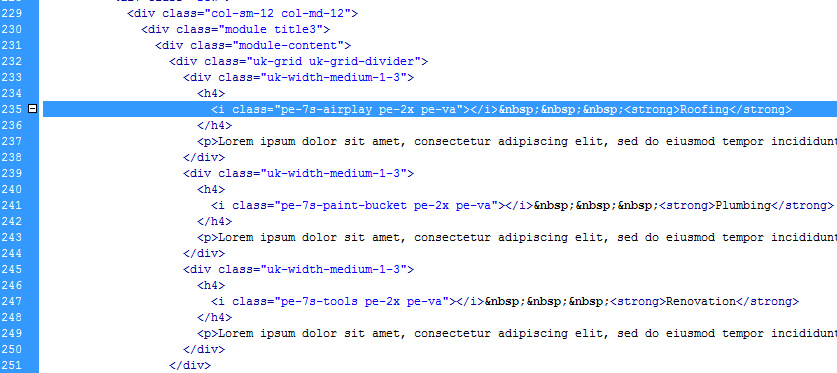 229 <div class="col-sm-12 col-md-12">
230 <div class="module title3">
231 <div class="module-content">
232 <div class="uk-grid uk-grid-divider">
233 <div class="uk-width-medium-1-3">
234 <h4>
235 <i class="pe-7s-airplay pe-2x pe-va"></i>&nbsp;&nbsp;&nbsp;<strong>Roofing</strong>
236 </h4>
237 <p>Lorem ipsum dolor sit amet, consectetur adipiscing elit, sed do eiusmod tempor incididunt
238 </div>
239 <div class="uk-width-medium-1-3">
240 <h4>
241 <i class="pe-7s-paint-bucket pe-2x pe-va"></i>&nbsp;&nbsp;&nbsp;<strong>Plumbing</strong>
242 </h4>
243 <p>Lorem ipsum dolor sit amet, consectetur adipiscing elit, sed do eiusmod tempor incididunt
244 </div>
245 <div class="uk-width-medium-1-3">
246 <h4>
247 <i class="pe-7s-tools pe-2x pe-va"></i>&nbsp;&nbsp;&nbsp;<strong>Renovation</strong>
248 </h4>
249 <p>Lorem ipsum dolor sit amet, consectetur adipiscing elit, sed do eiusmod tempor incididunt
250 </div>
251 </div>